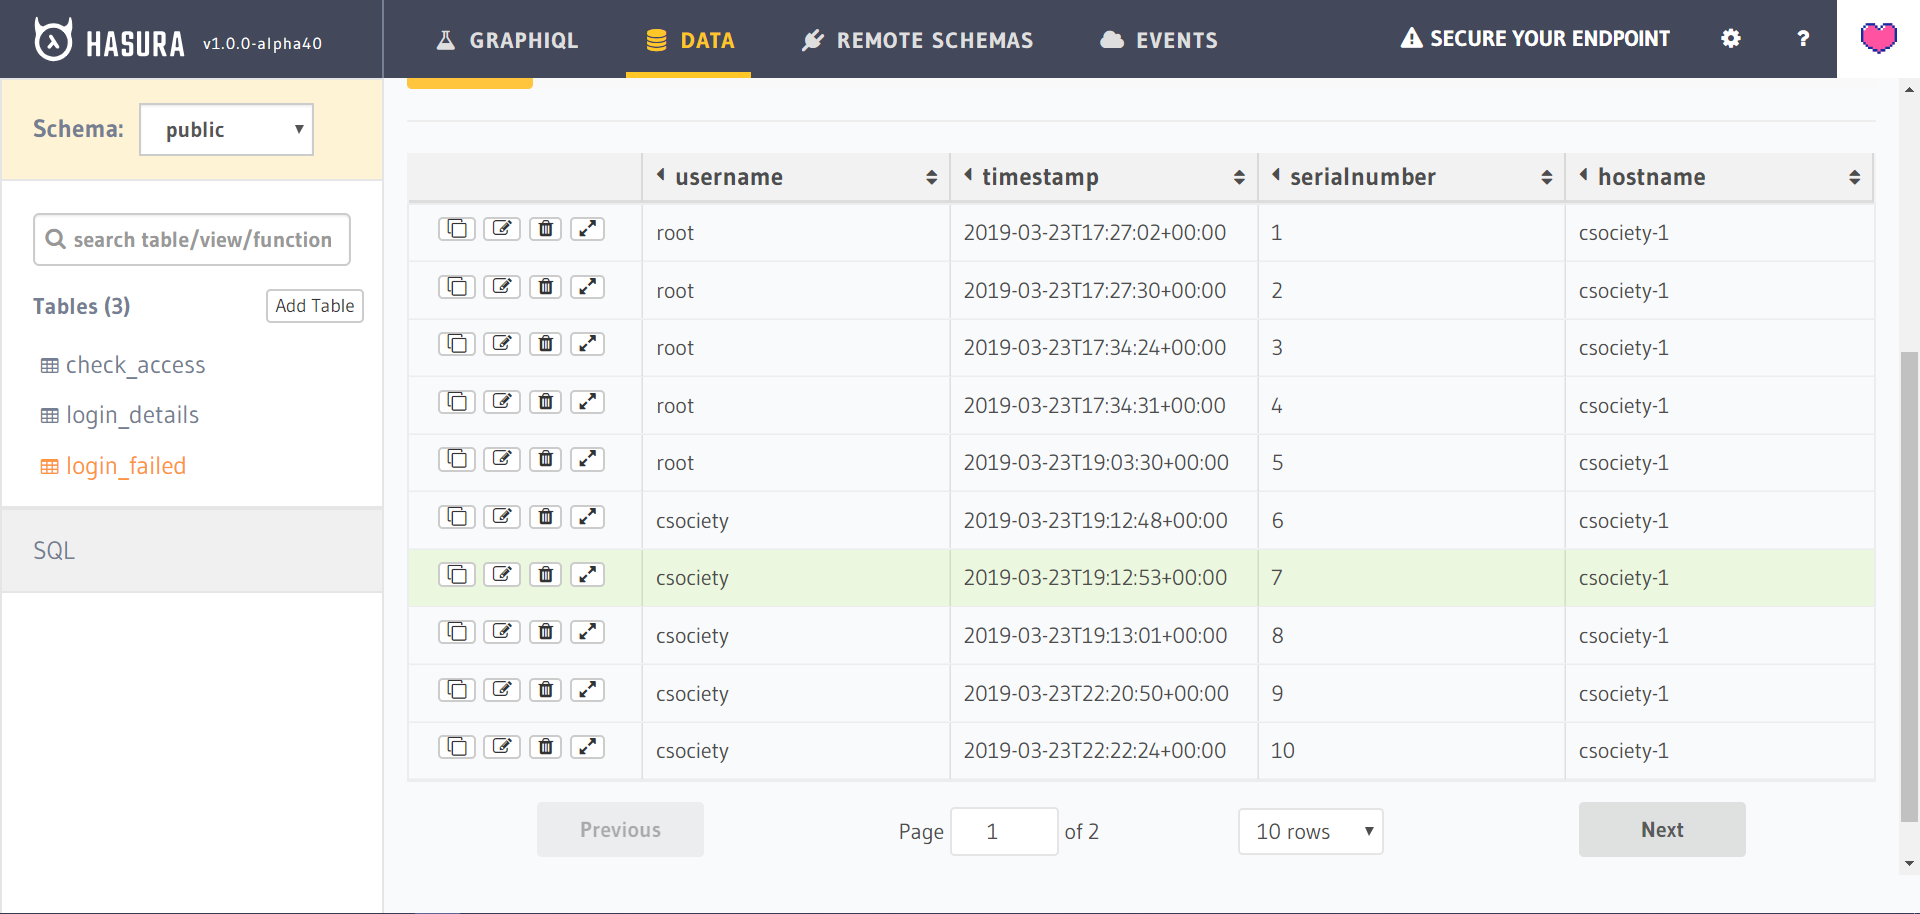 HASURA v1.0.0-alpha40 GRAPHIQL DATA REMOTE SCHEMAS EVENTS SECURE YOUR ENDPOINT ?
Schema: public
search table/view/function
Tables (3) Add Table
check_access
login_details
login_failed
SQL
username timestamp serialnumber hostname
root 2019-03-23T17:27:02+00:00 1 csociety-1
root 2019-03-23T17:27:30+00:00 2 csociety-1
root 2019-03-23T17:34:24+00:00 3 csociety-1
root 2019-03-23T17:34:31+00:00 4 csociety-1
root 2019-03-23T19:03:30+00:00 5 csociety-1
csociety 2019-03-23T19:12:48+00:00 6 csociety-1
csociety 2019-03-23T19:12:53+00:00 7 csociety-1
csociety 2019-03-23T19:13:01+00:00 8 csociety-1
csociety 2019-03-23T22:20:50+00:00 9 csociety-1
csociety 2019-03-23T22:22:24+00:00 10 csociety-1
Previous Page 1 of 2 10 rows Next